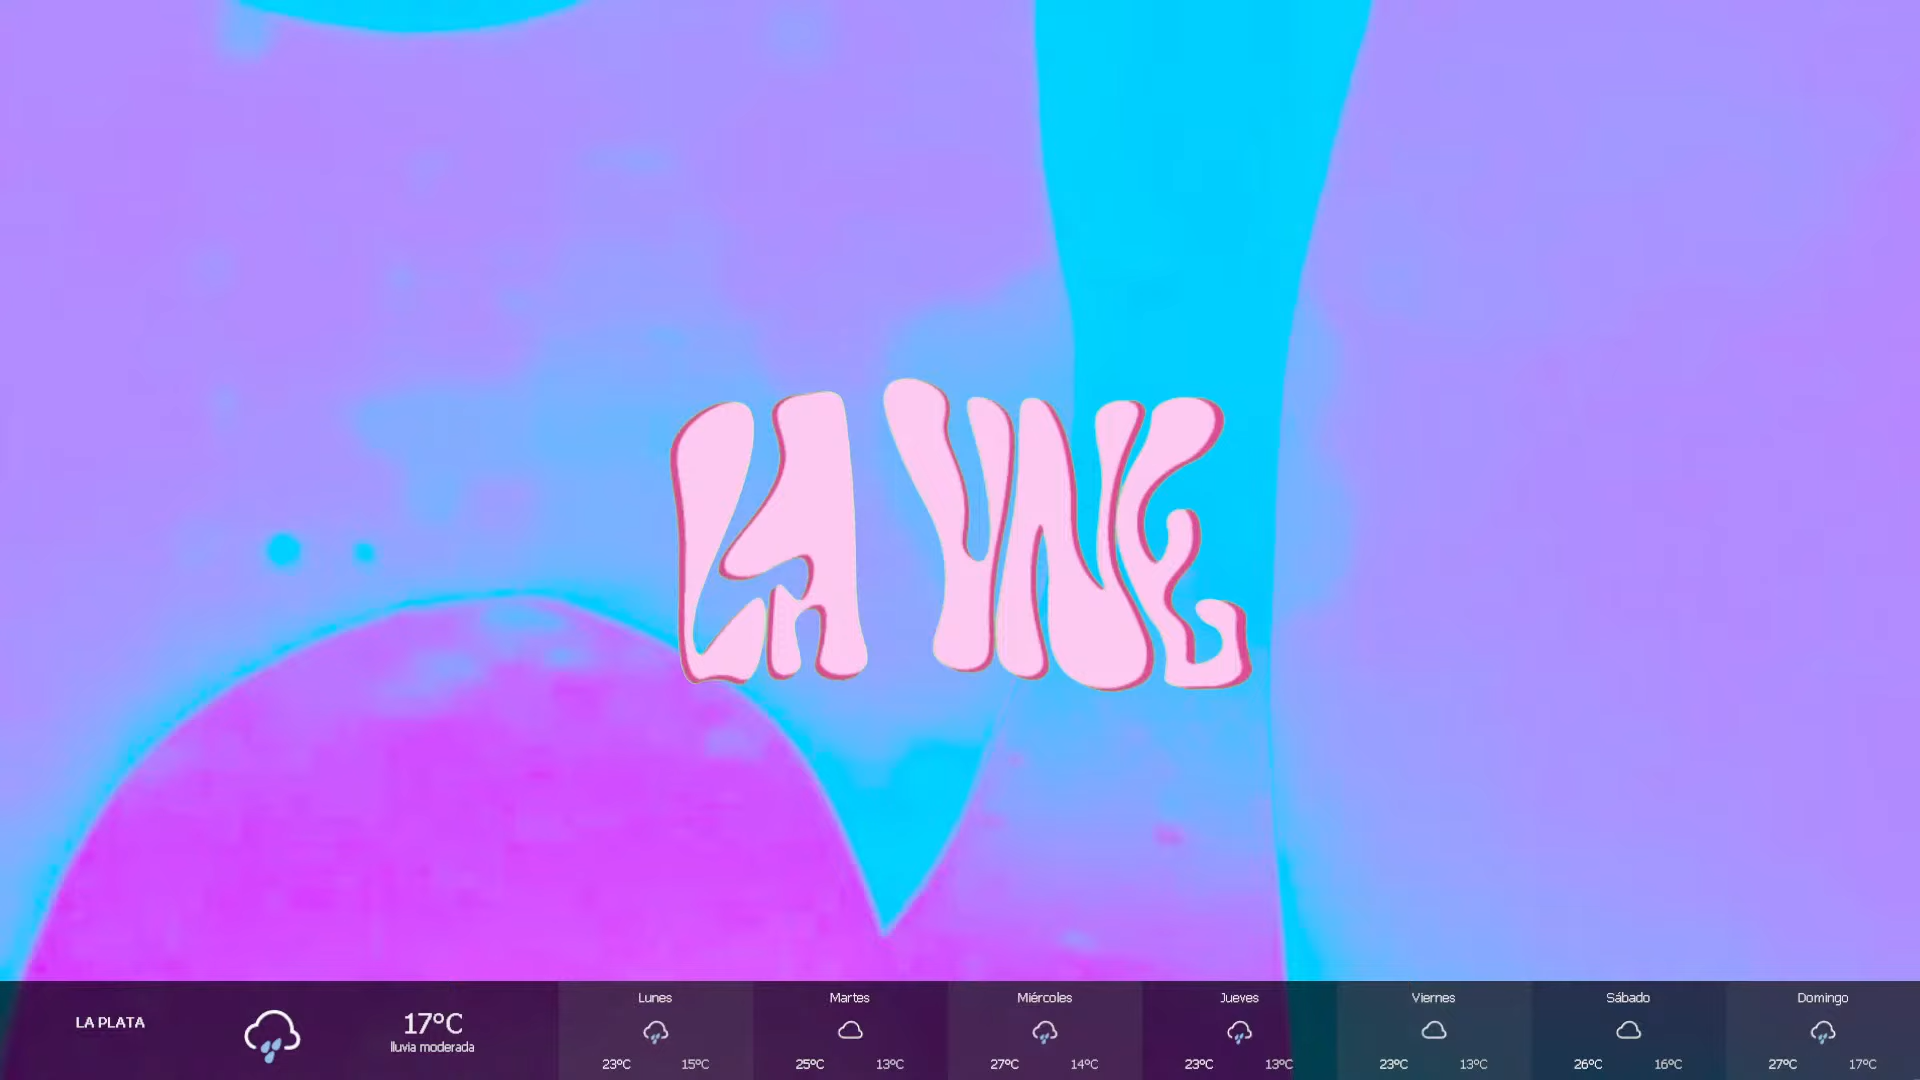 LA UNE
LA PLATA
17°C
lluvia moderada
Lunes
23°C 15°C
Martes
25°C 13°C
Miércoles
27°C 14°C
Jueves
23°C 13°C
Viernes
23°C 13°C
Sábado
26°C 16°C
Domingo
27°C 17°C